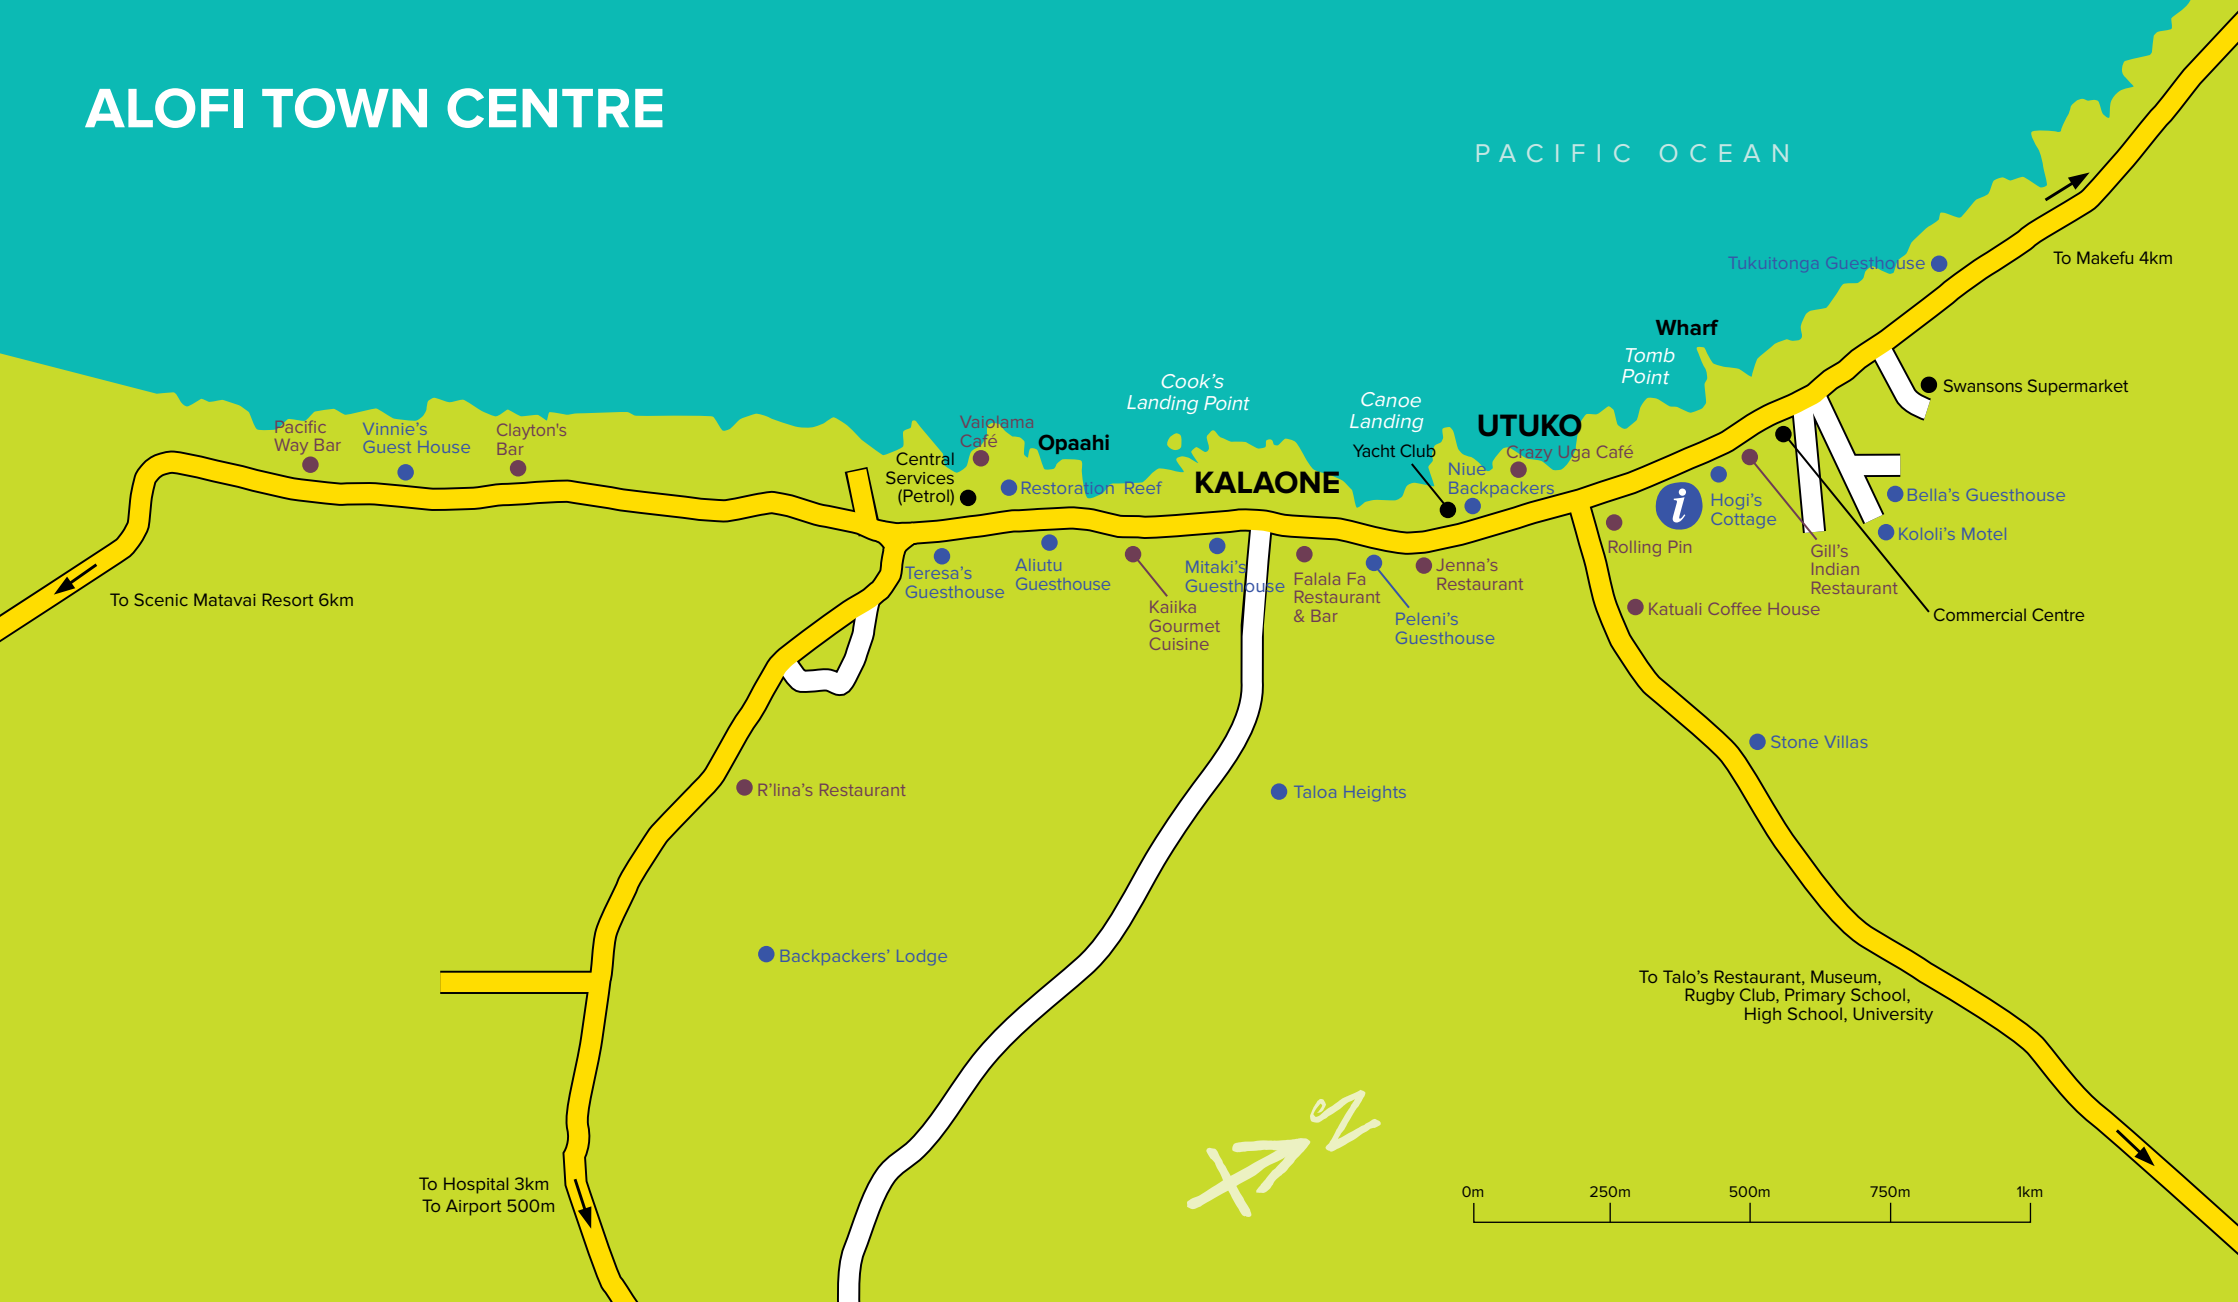 ALOFI TOWN CENTRE
PACIFIC OCEAN
To Makefu 4km
Tukuitonga Guesthouse
Wharf
Tomb
Point
Swansons Supermarket
Cook's
Landing Point
Canoe
Landing
UTUKO
Yacht Club
Crazy Uga Café
Niue
Backpackers
Pacific
Way Bar
Vinnie's
Guest House
Clayton's
Bar
Vaiolama
Café
Opaahi
Central
Services
(Petrol)
Restoration Reef
KALAONE
i
Hogi's
Cottage
Bella's Guesthouse
Kololi's Motel
Rolling Pin
Gill's
Indian
Restaurant
Katuali Coffee House
Commercial Centre
To Scenic Matavai Resort 6km
Teresa's
Guesthouse
Aliutu
Guesthouse
Kaiika
Gourmet
Cuisine
Mitaki's
Guesthouse
Falala Fa
Restaurant
& Bar
Jenna's
Restaurant
Peleni's
Guesthouse
Stone Villas
R'lina's Restaurant
Taloa Heights
Backpackers' Lodge
To Talo's Restaurant, Museum,
Rugby Club, Primary School,
High School, University
To Hospital 3km
To Airport 500m
N
0m 250m 500m 750m 1km